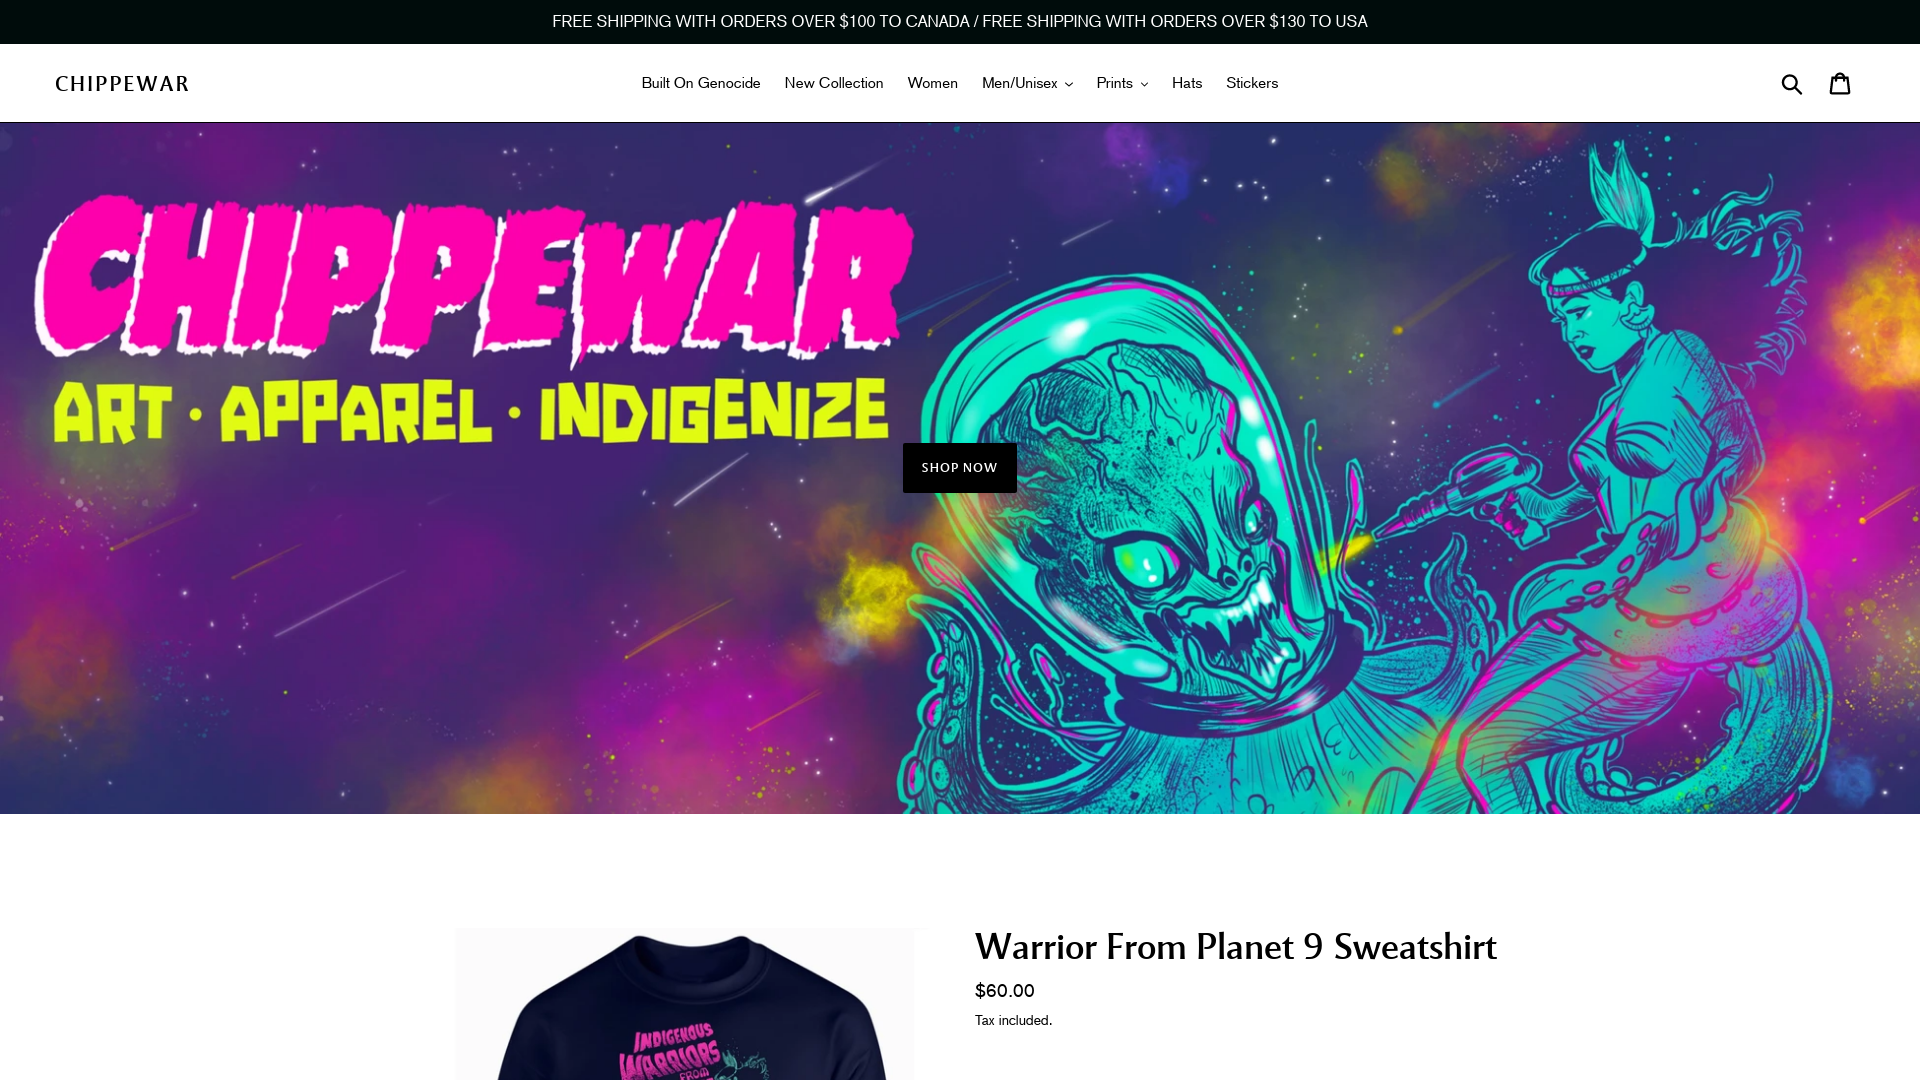 FREE SHIPPING WITH ORDERS OVER $100 TO CANADA / FREE SHIPPING WITH ORDERS OVER $130 TO USA
CHIPPEWAR
Built On Genocide New Collection Women Men/Unisex Prints Hats Stickers
CHIPPEWAR
ART • APPAREL • INDIGENIZE
SHOP NOW
Warrior From Planet 9 Sweatshirt
$60.00
Tax included.
INDIGENOUS
WARRIORS
FROM